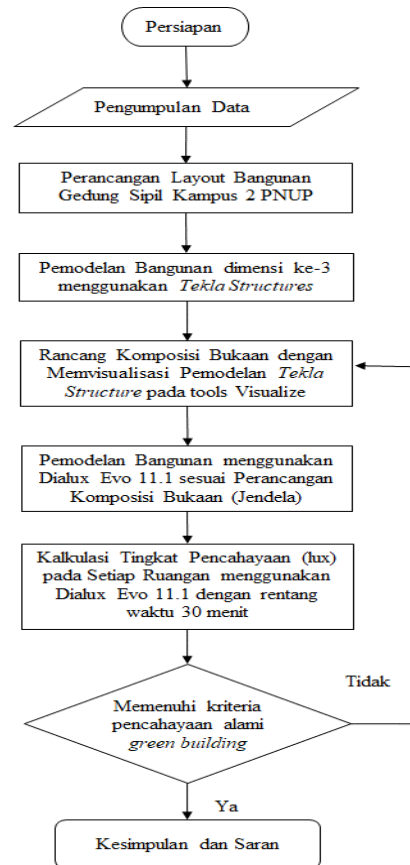 Persiapan
Pengumpulan Data
Perancangan Layout Bangunan
Gedung Sipil Kampus 2 PNUP
Pemodelan Bangunan dimensi ke-3
menggunakan Tekla Structures
Rancang Komposisi Bukaan dengan
Memvisualisasi Pemodelan Tekla
Structure pada tools Visualize
Pemodelan Bangunan menggunakan
Dialux Evo 11.1 sesuai Perancangan
Komposisi Bukaan (Jendela)
Kalkulasi Tingkat Pencahayaan (lux)
pada Setiap Ruangan menggunakan
Dialux Evo 11.1 dengan rentang
waktu 30 menit
Memenuhi kriteria
pencahayaan alami
green building
Tidak
Ya
Kesimpulan dan Saran